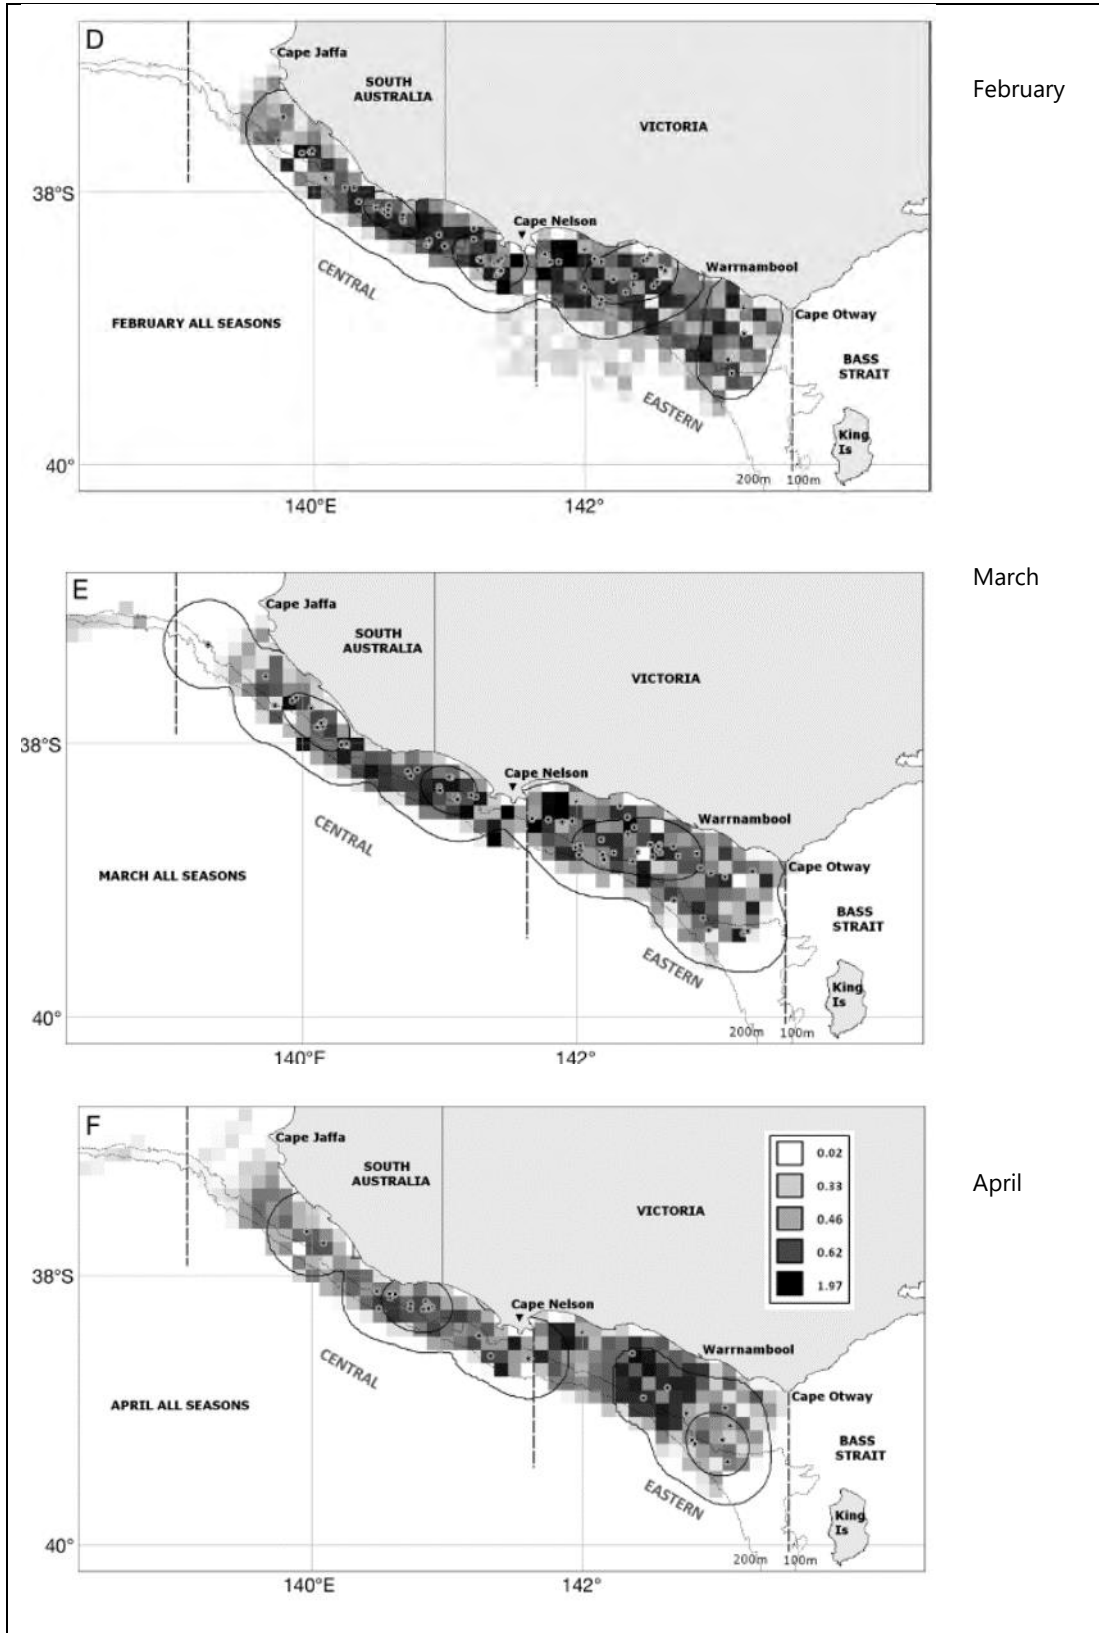 D
Cape Jaffa
SOUTH
AUSTRALIA
VICTORIA
February
38°S
Cape Nelson
Warrnambool
CENTRAL
FEBRUARY ALL SEASONS
Cape Otway
BASS
STRAIT
EASTERN
King
Is
40°
200m 100m
140°E 142°
E
Cape Jaffa
SOUTH
AUSTRALIA
VICTORIA
March
38°S
Cape Nelson
Warrnambool
CENTRAL
MARCH ALL SEASONS
Cape Otway
BASS
STRAIT
EASTERN
King
Is
40°
200m 100m
140°E 142°
F
Cape Jaffa
SOUTH
AUSTRALIA
VICTORIA
0.02
0.33
0.46
0.62
1.97
April
38°S
Cape Nelson
Warrnambool
CENTRAL
APRIL ALL SEASONS
Cape Otway
BASS
STRAIT
EASTERN
King
Is
40°
200m 100m
140°E 142°